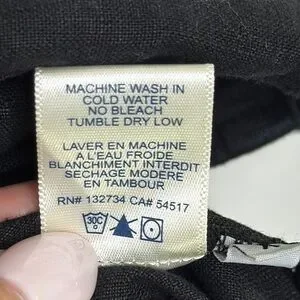 MACHINE WASH IN
COLD WATER
NO BLEACH
TUMBLE DRY LOW
LAVER EN MACHINE
A L'EAU FROIDE
BLANCHIMENT INTERDIT
SECHAGE MODERE
EN TAMBOUR
RN# 132734 CA# 54517
30C